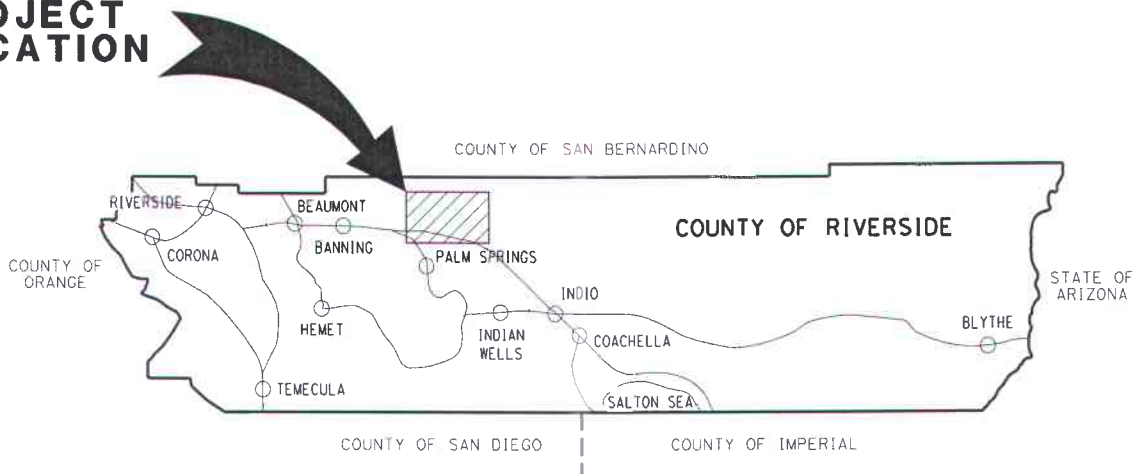 OJECT
CATION
COUNTY OF SAN BERNARDINO
RIVERSIDE
BEAUMONT
COUNTY OF RIVERSIDE
CORONA
BANNING
PALM SPRINGS
COUNTY OF
ORANGE
STATE OF
ARIZONA
INDIO
BLYTHE
HEMET
INDIAN
WELLS
COACHELLA
TEMECULA
SALTON SEA
COUNTY OF SAN DIEGO
COUNTY OF IMPERIAL